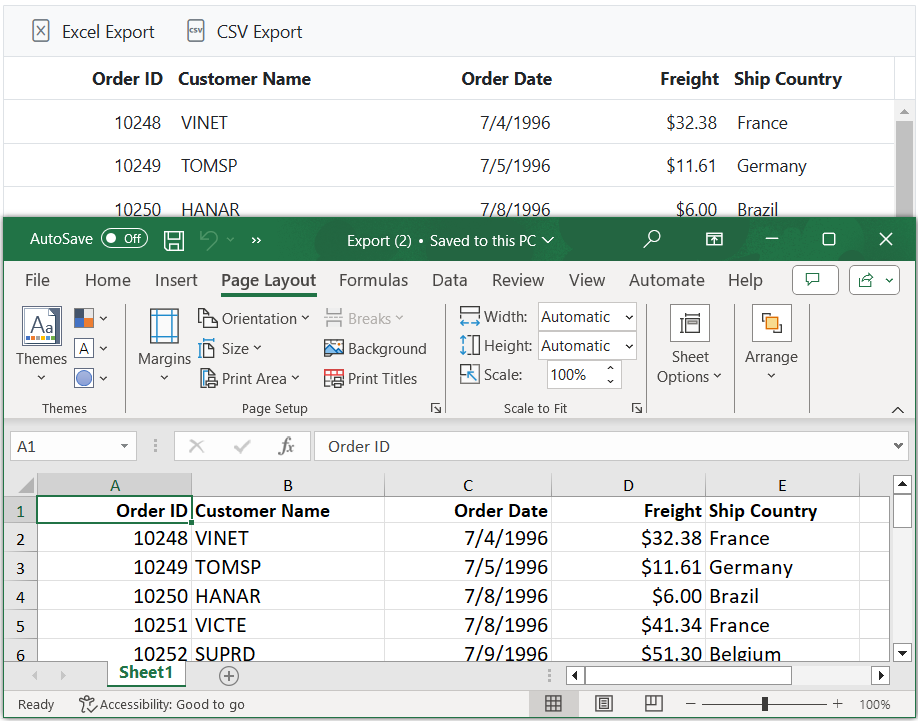 Excel Export CSV CSV Export
Order ID Customer Name Order Date Freight Ship Country
10248 VINET 7/4/1996 $32.38 France
10249 TOMSP 7/5/1996 $11.61 Germany
10250 HANAR 7/8/1996 $6.00 Brazil
AutoSave Off Export (2) • Saved to this PC
File Home Insert Page Layout Formulas Data Review View Automate Help
Aa Orientation Breaks Width: Automatic
A Size Background Height: Automatic
Themes Margins Print Area Print Titles Scale: 100% Sheet Options Arrange
Themes Page Setup Scale to Fit
A1 fx Order ID
A B C D E
1 Order ID Customer Name Order Date Freight Ship Country
2 10248 VINET 7/4/1996 $32.38 France
3 10249 TOMSP 7/5/1996 $11.61 Germany
4 10250 HANAR 7/8/1996 $6.00 Brazil
5 10251 VICTE 7/8/1996 $41.34 France
6 10252 SUPRD 7/9/1996 $51.30 Belgium
Sheet1
Ready Accessibility: Good to go 100%